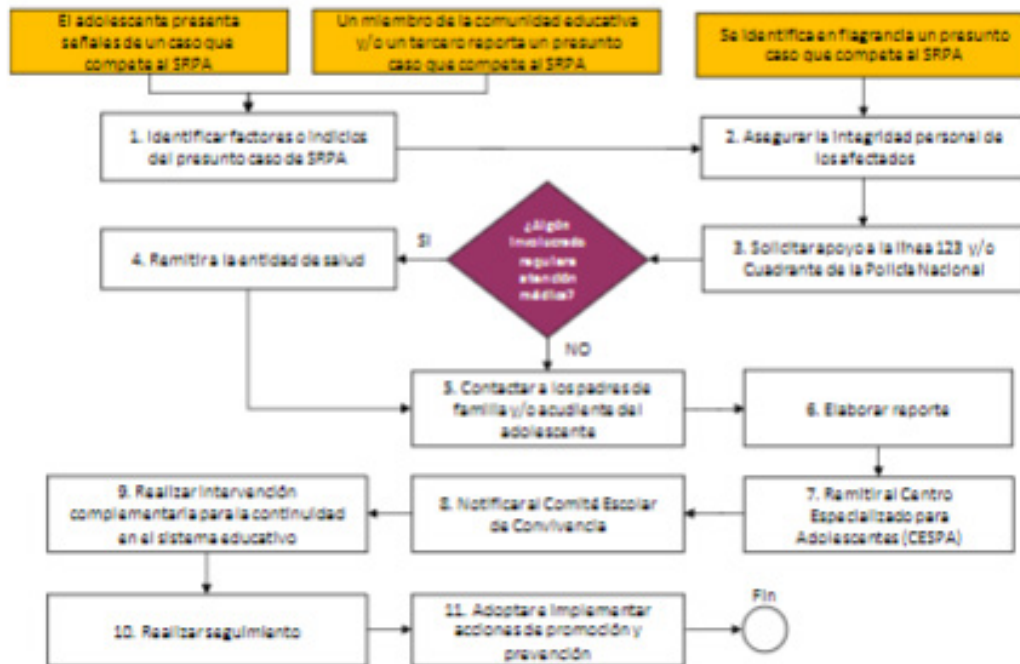 El adolescente presenta
señales de un caso que
compete al SRPA
Un miembro de la comunidad educativa
y/o un tercero reporta un presunto
caso que compete al SRPA
Se identifica en flagrancia un presunto
caso que compete al SRPA
1. Identificar factores o indicios
del presunto caso de SRPA
2. Asegurar la integridad personal de
los afectados
¿Algún
involucrado
requiere
atención
médica?
SI
4. Remitir a la entidad de salud
3. Solicitar apoyo a la línea 123 y/o
Cuadrante de la Policía Nacional
NO
5. Contactar a los padres de
familia y/o acudiente del
adolescente
6. Elaborar reporte
9. Realizar intervención
complementaria para la continuidad
en el sistema educativo
8. Notificar al Comité Escolar
de Convivencia
7. Remitir al Centro
Especializado para
Adolescentes (CESPA)
10. Realizar seguimiento
11. Adoptar e implementar
acciones de promoción y
prevención
Fin